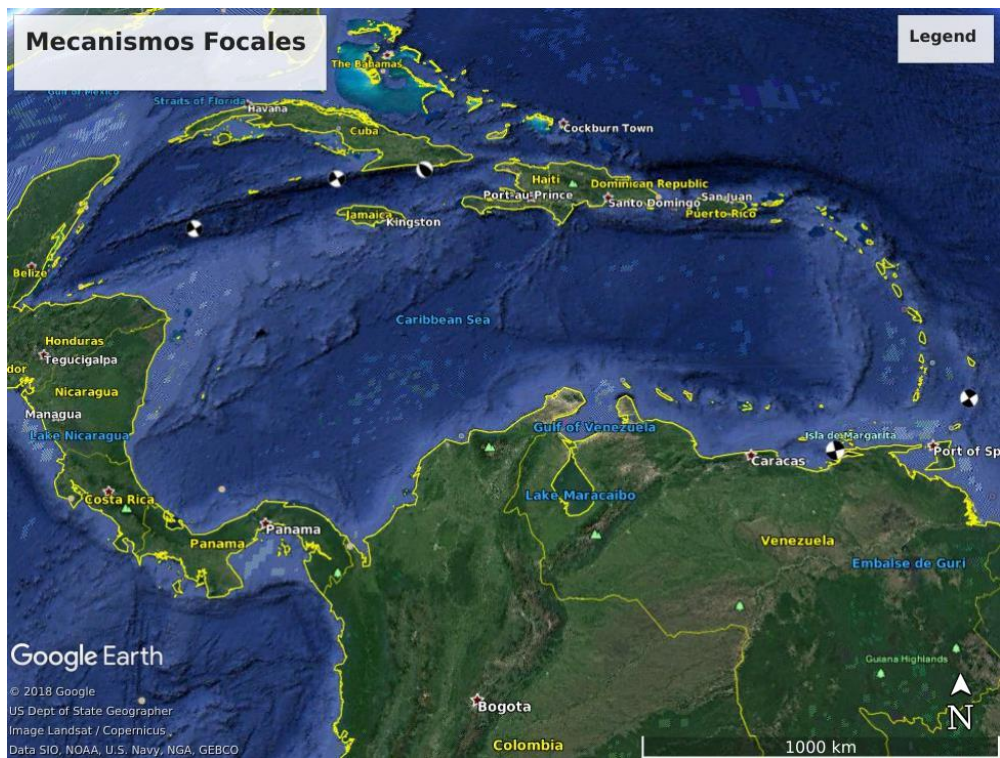 Mecanismos Focales
Legend
The Bahamas
Gulf of Mexico
Straits of Florida
Havana
Cuba
Cockburn Town
Haiti
Dominican Republic
Port-au-Prince
San Juan
Santo Domingo
Puerto Rico
Jamaica
Kingston
Belize
Caribbean Sea
Honduras
Tegucigalpa
dor
Nicaragua
Managua
Lake Nicaragua
Gulf of Venezuela
Isla de Margarita
Port of Sp
Caracas
Costa Rica
Lake Maracaibo
Panama
Panama
Venezuela
Embalse de Guri
Guiana Highlands
Google Earth
© 2018 Google
US Dept of State Geographer
Image Landsat / Copernicus
Data SIO, NOAA, U.S. Navy, NGA, GEBCO
Bogota
Colombia
N
1000 km